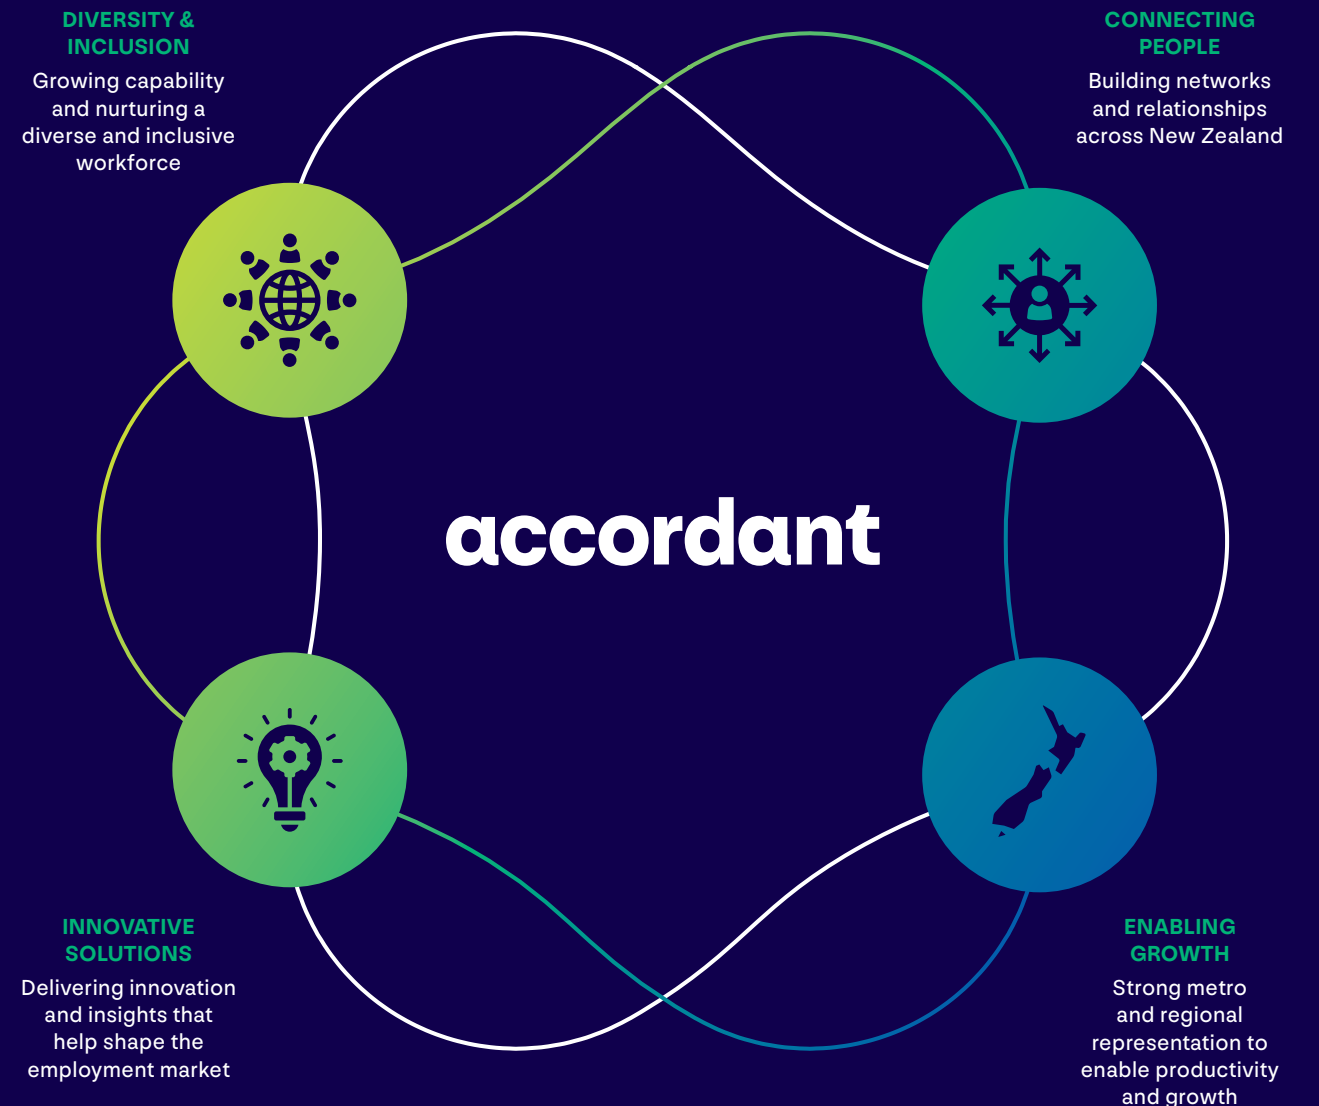 DIVERSITY &
INCLUSION
Growing capability
and nurturing a
diverse and inclusive
workforce
CONNECTING
PEOPLE
Building networks
and relationships
across New Zealand
accordant
INNOVATIVE
SOLUTIONS
Delivering innovation
and insights that
help shape the
employment market
ENABLING
GROWTH
Strong metro
and regional
representation to
enable productivity
and growth